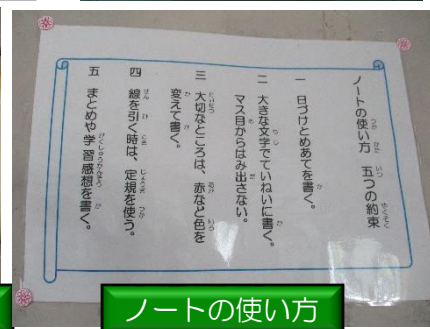 ノートの使い方　五つの約束
一　日づけとめあてを書く。
二　大きな文字でていねいに書く。
マス目からはみ出さない。
三　大切なところは、赤など色を
変えて書く。
四　線を引く時は、定規を使う。
五　まとめや学習感想を書く。
ノートの使い方